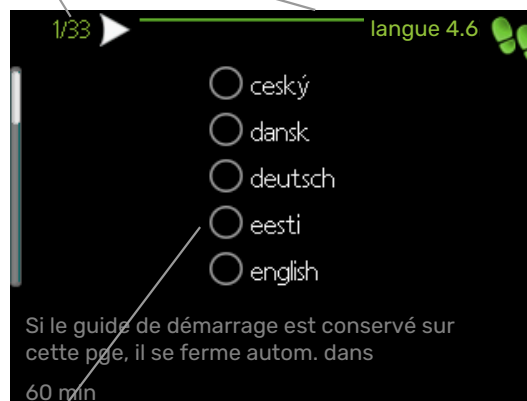 1/33
langue 4.6
ceský
dansk
deutsch
eesti
english
Si le guide de démarrage est conservé sur
cette pge, il se ferme autom. dans
60 min